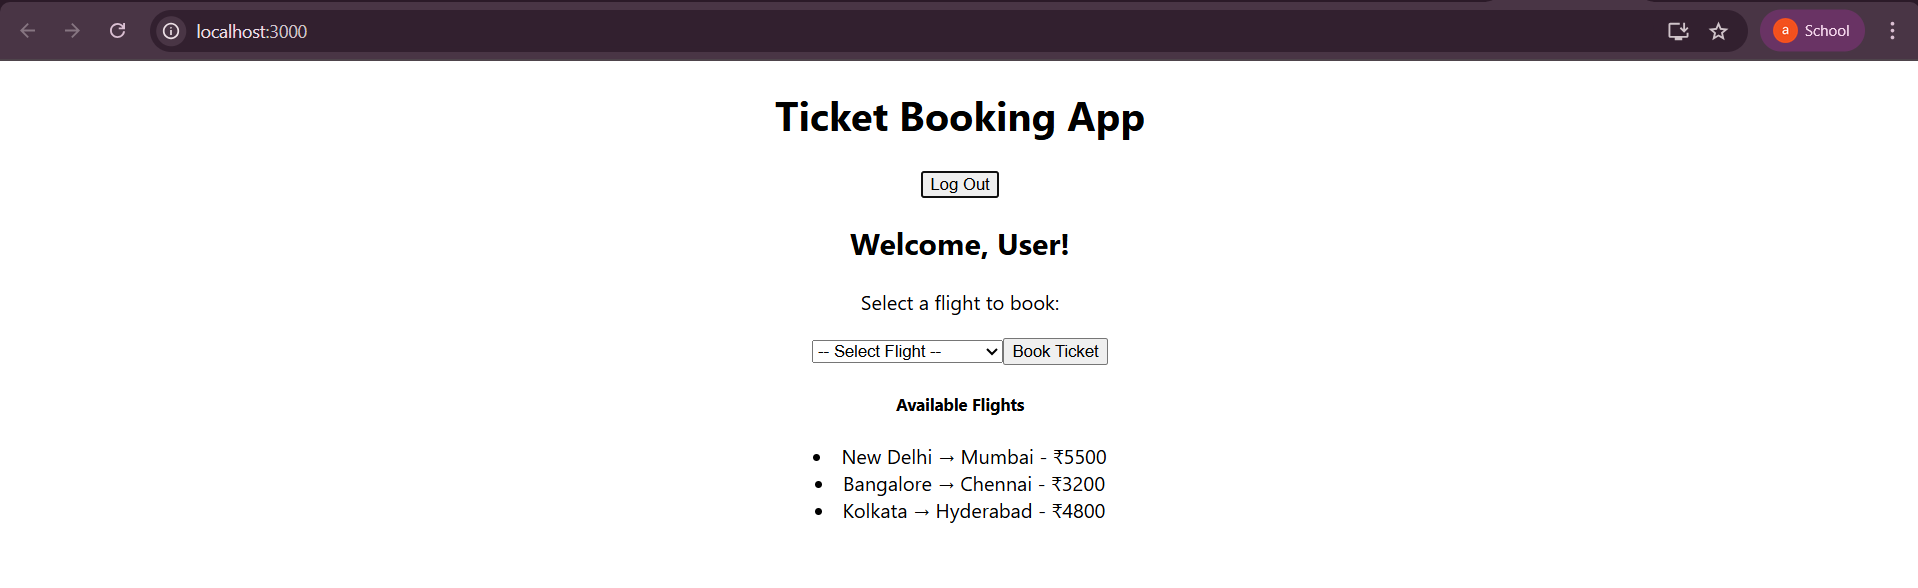 localhost:3000
a School
Ticket Booking App
Log Out
Welcome, User!
Select a flight to book:
-- Select Flight -- Book Ticket
Available Flights
• New Delhi → Mumbai - ₹5500
• Bangalore → Chennai - ₹3200
• Kolkata → Hyderabad - ₹4800